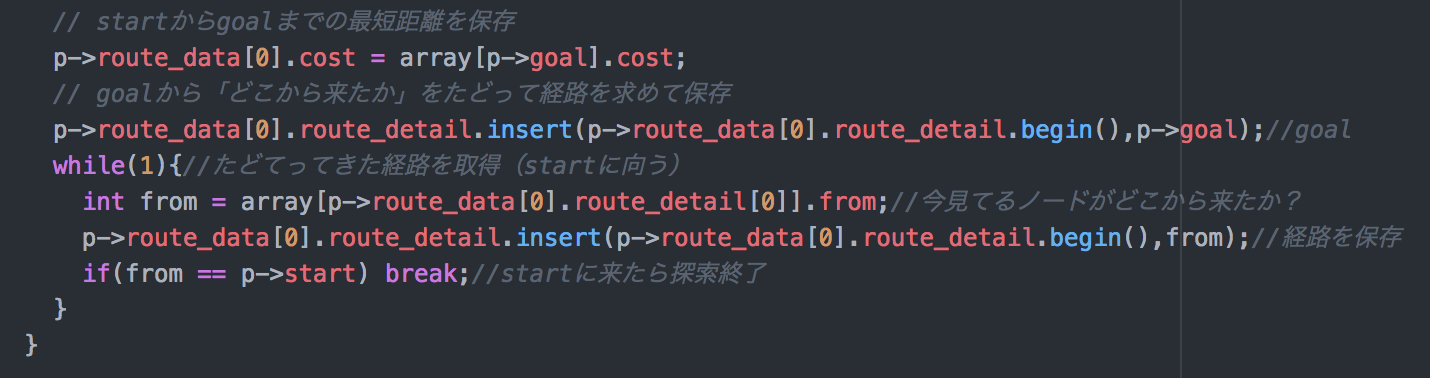 // startからgoalまでの最短距離を保存
p->route_data[0].cost = array[p->goal].cost;
// goalから「どこから来たか」をたどって経路を求めて保存
p->route_data[0].route_detail.insert(p->route_data[0].route_detail.begin(),p->goal);//goal
while(1){//たどてってきた経路を取得（startに向う）
int from = array[p->route_data[0].route_detail[0]].from;//今見てるノードがどこから来たか？
p->route_data[0].route_detail.insert(p->route_data[0].route_detail.begin(),from);//経路を保存
if(from == p->start) break;//startに来たら探索終了
}
}